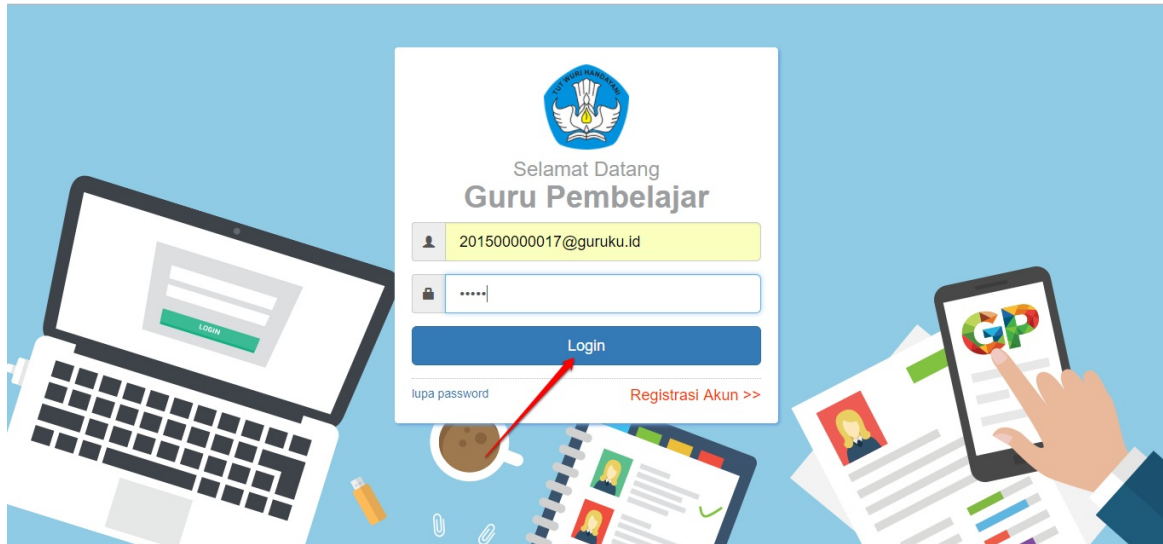 TUT WURI HANDAYANI
Selamat Datang
Guru Pembelajar
201500000017@guruku.id
•••••
Login
lupa password
Registrasi Akun >>
LOGIN
GP